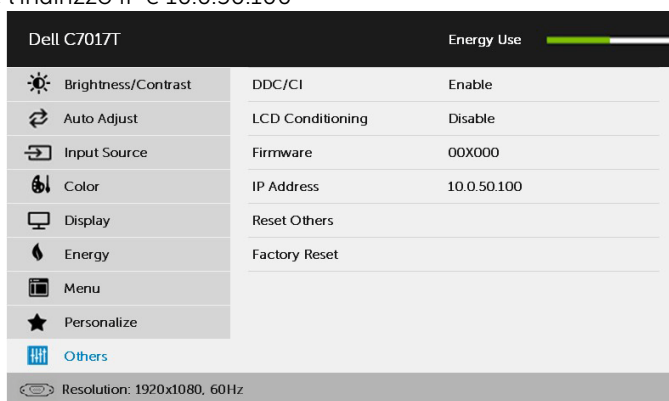 l'indirizzo IP è 10.0.50.100
Dell C7017T Energy Use
Brightness/Contrast DDC/CI Enable
Auto Adjust LCD Conditioning Disable
Input Source Firmware 00X000
Color IP Address 10.0.50.100
Display Reset Others
Energy Factory Reset
Menu
Personalize
Others
Resolution: 1920x1080, 60Hz